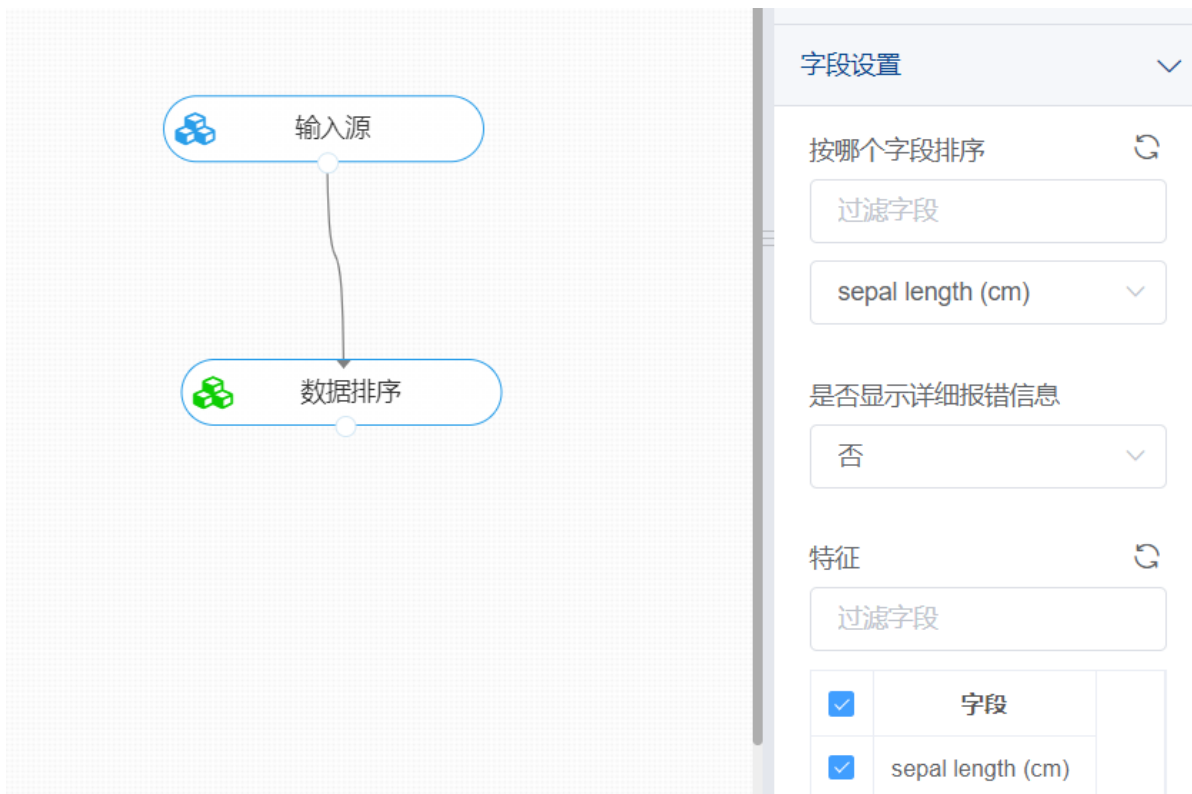 输入源
数据排序
字段设置
按哪个字段排序
过滤字段
sepal length (cm)
是否显示详细报错信息
否
特征
过滤字段
字段
sepal length (cm)